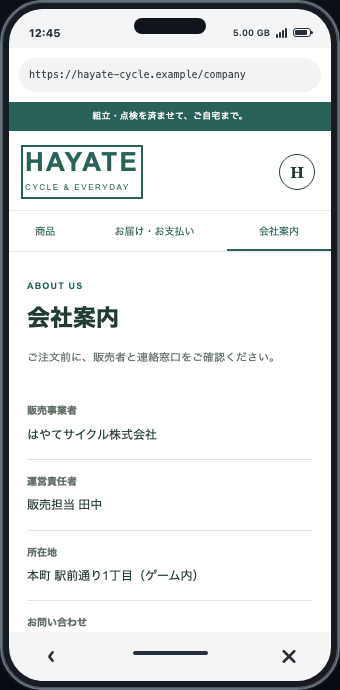 12:45
5.00 GB
https://hayate-cycle.example/company
組立・点検を済ませて、ご自宅まで。
HAYATE
CYCLE & EVERYDAY
H
商品
お届け・お支払い
会社案内
ABOUT US
会社案内
ご注文前に、販売者と連絡窓口をご確認ください。
販売事業者
はやてサイクル株式会社
運営責任者
販売担当 田中
所在地
本町 駅前通り1丁目（ゲーム内）
お問い合わせ